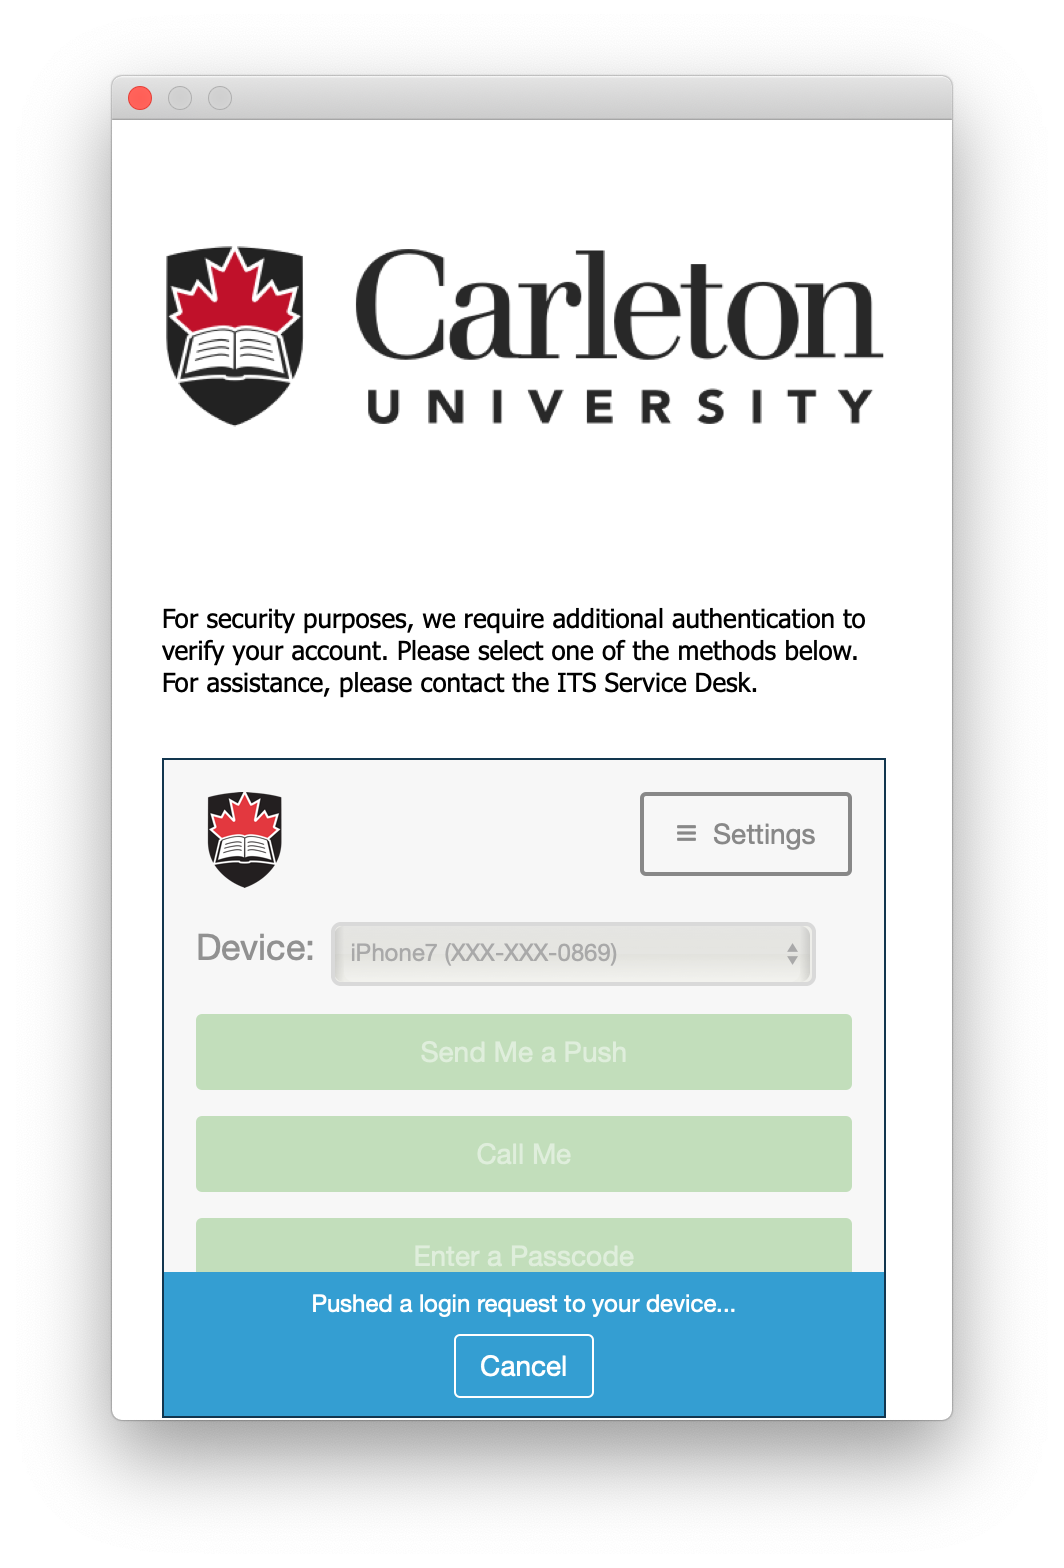 Carleton
UNIVERSITY
For security purposes, we require additional authentication to
verify your account. Please select one of the methods below.
For assistance, please contact the ITS Service Desk.
Settings
Device: iPhone7 (XXX-XXX-0869)
Send Me a Push
Call Me
Enter a Passcode
Pushed a login request to your device...
Cancel